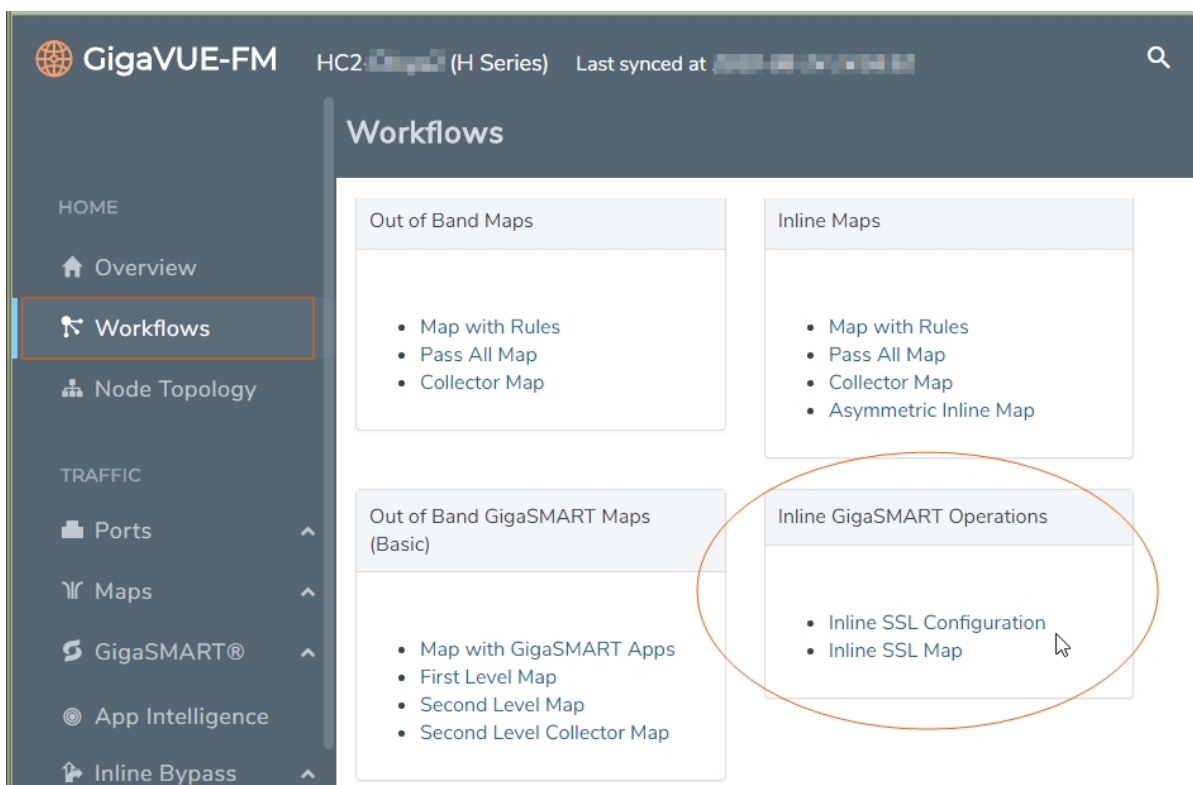 GigaVUE-FM
HC2- (H Series) Last synced at
Workflows
HOME
Overview
Workflows
Node Topology
TRAFFIC
Ports
Maps
GigaSMART®
App Intelligence
Inline Bypass
Out of Band Maps
• Map with Rules
• Pass All Map
• Collector Map
Inline Maps
• Map with Rules
• Pass All Map
• Collector Map
• Asymmetric Inline Map
Out of Band GigaSMART Maps
(Basic)
• Map with GigaSMART Apps
• First Level Map
• Second Level Map
• Second Level Collector Map
Inline GigaSMART Operations
• Inline SSL Configuration
• Inline SSL Map